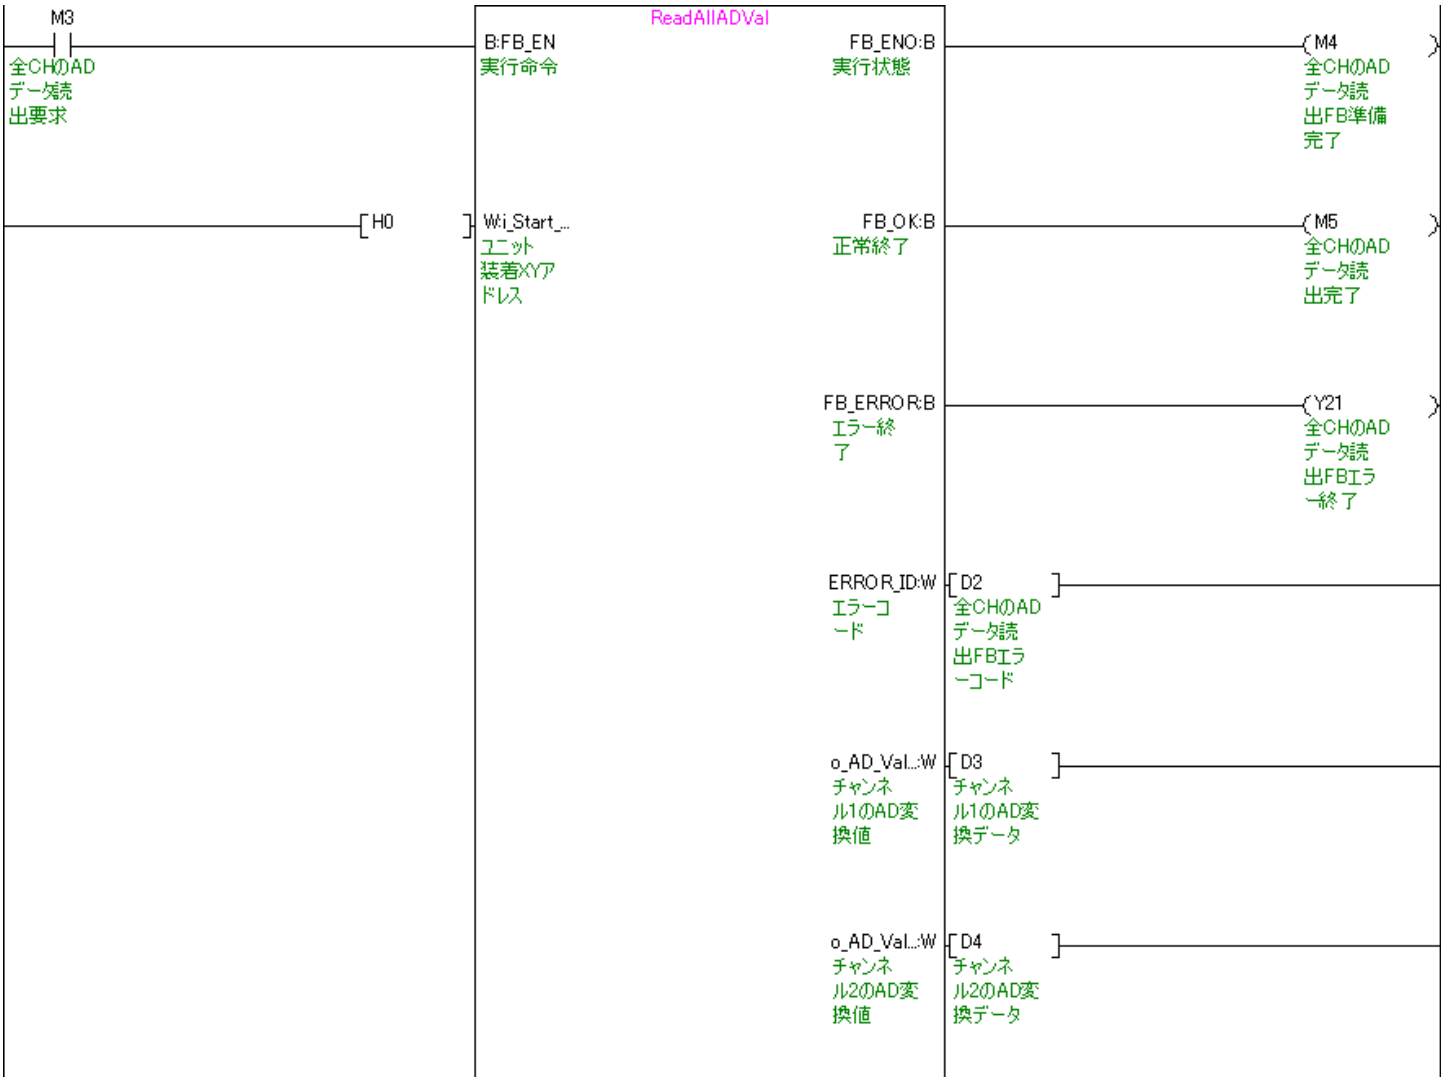 M3
ReadAllADVal
B:FB_EN
FB_ENO:B
M4
全CHのAD
データ読
出要求
実行命令
実行状態
全CHのAD
データ読
出FB準備
完了
H0
W:i_Start_...
FB_OK:B
M5
ユニット
装着XYア
ドレス
正常終了
全CHのAD
データ読
出完了
FB_ERROR:B
Y21
エラー終
了
全CHのAD
データ読
出FBエラ
ー終了
ERROR_ID:W
D2
エラーコ
ード
全CHのAD
データ読
出FBエラ
ーコード
o_AD_Val...:W
D3
チャンネ
ル1のAD変
換値
チャンネ
ル1のAD変
換データ
o_AD_Val...:W
D4
チャンネ
ル2のAD変
換値
チャンネ
ル2のAD変
換データ